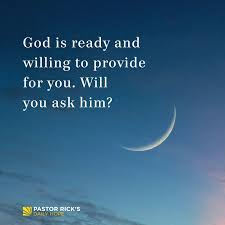 God is ready and
willing to provide
for you. Will
you ask him?
PASTOR RICK'S
DAILY HOPE